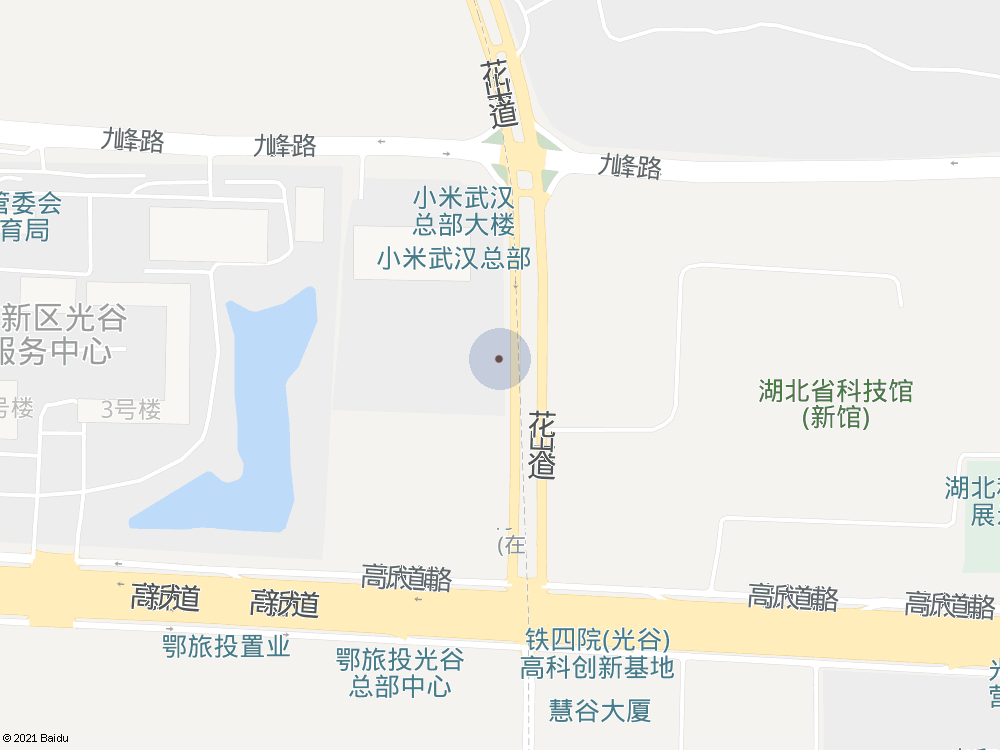 花山大道
九峰路
九峰路
九峰路
小米武汉
总部大楼
管委会
育局
小米武汉总部
新区光谷
服务中心
湖北省科技馆
(新馆)
号楼
3号楼
花山大道
湖北科
展示
(在
高新大道辅路
高新大道
高新大道
高新大道辅路
高新大道辅路
鄂旅投置业
铁四院(光谷)
高科创新基地
鄂旅投光谷
总部中心
光
营
慧谷大厦
© 2021 Baidu